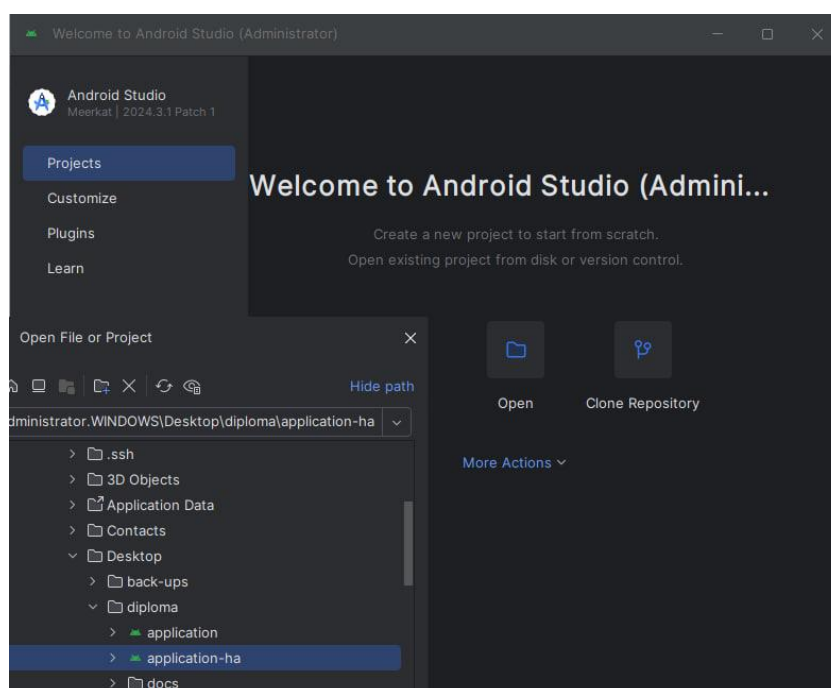 Welcome to Android Studio (Administrator)
Android Studio
Meerkat | 2024.3.1 Patch 1
Projects
Customize
Plugins
Learn
Welcome to Android Studio (Admini...
Create a new project to start from scratch.
Open existing project from disk or version control.
Open File or Project
Hide path
dministrator.WINDOWS\Desktop\diploma\application-ha
.ssh
3D Objects
Application Data
Contacts
Desktop
back-ups
diploma
application
application-ha
docs
Open
Clone Repository
More Actions